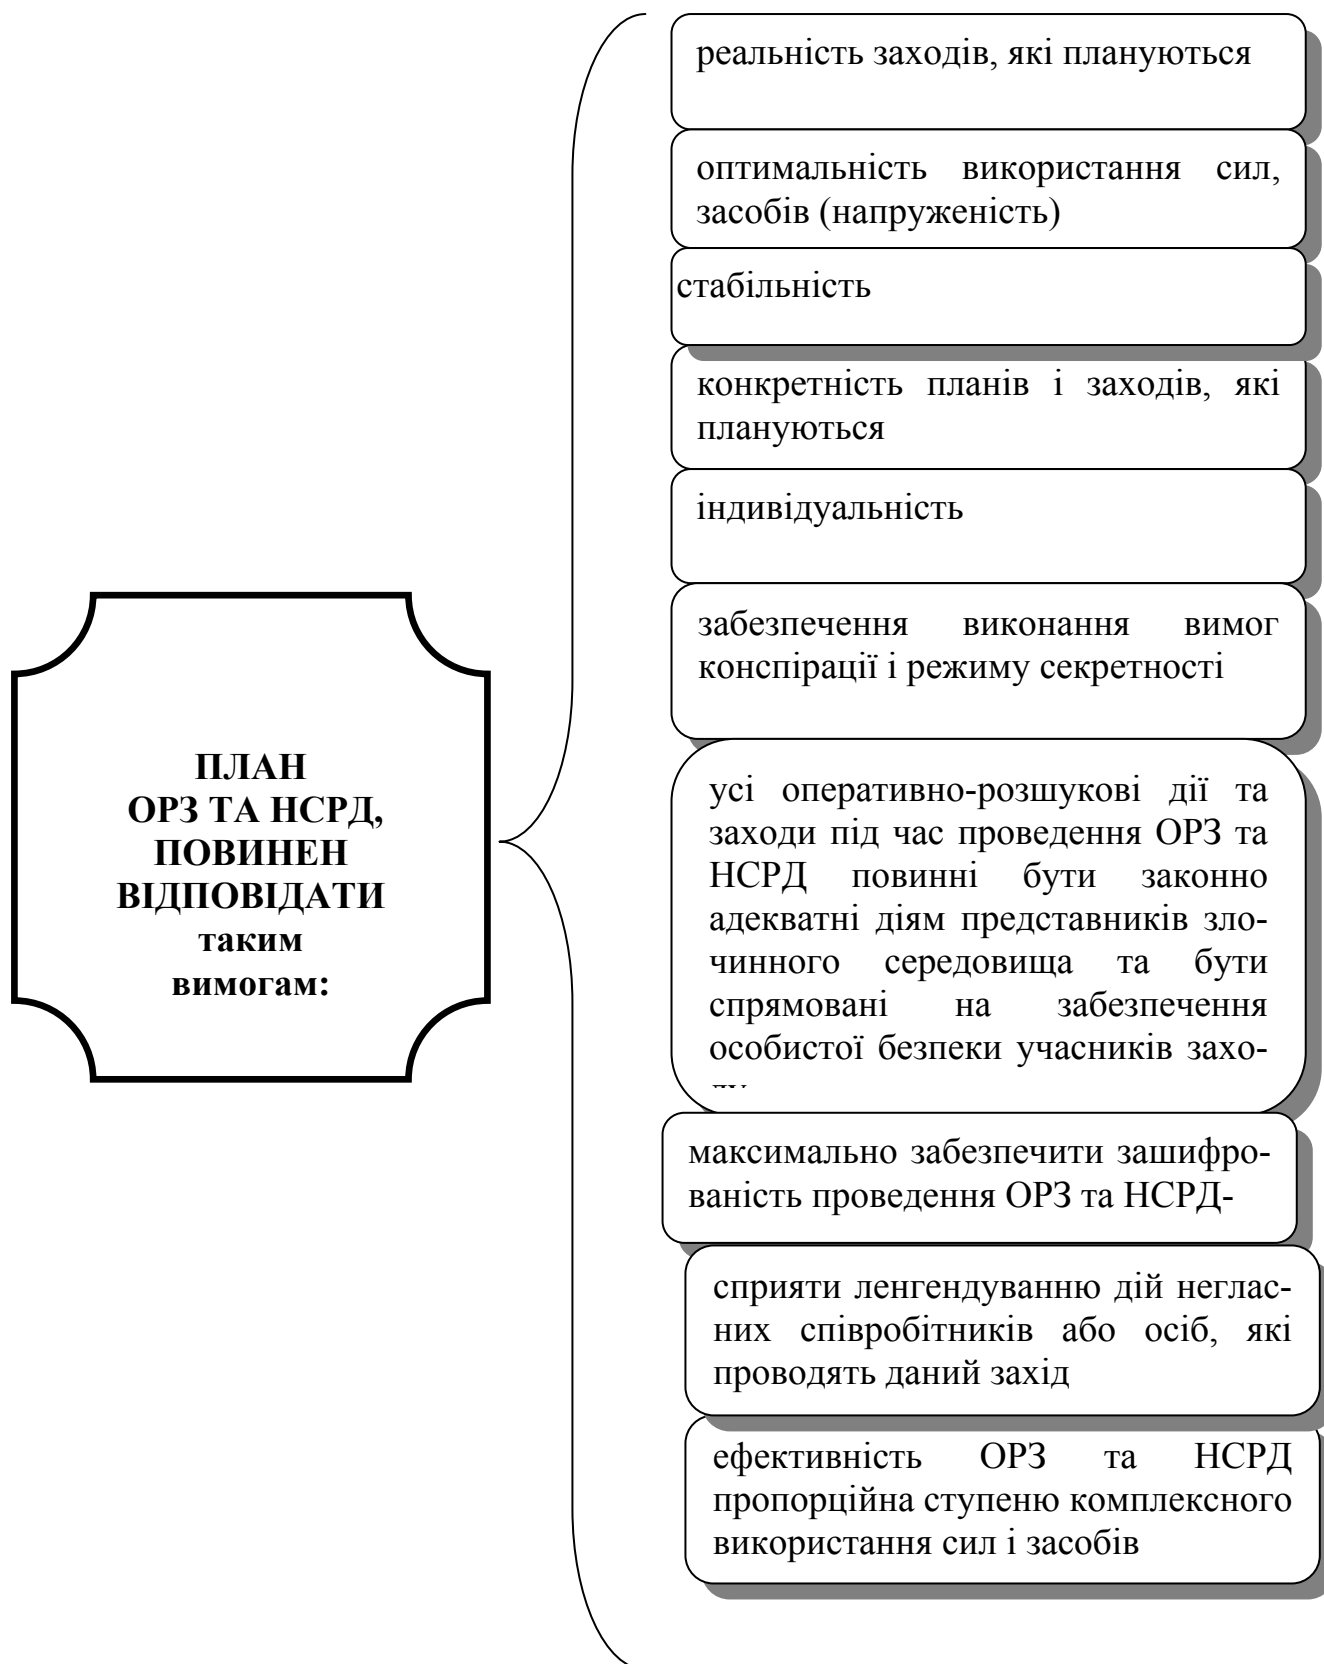 реальність заходів, які плануються
оптимальність використання сил,
засобів (напруженість)
стабільність
конкретність планів і заходів, які
плануються
індивідуальність
забезпечення виконання вимог
конспірації і режиму секретності
ПЛАН
ОРЗ ТА НСРД,
ПОВИНЕН
ВІДПОВІДАТИ
таким
вимогам:
усі оперативно-розшукові дії та
заходи під час проведення ОРЗ та
НСРД повинні бути законно
адекватні діям представників зло-
чинного середовища та бути
спрямовані на забезпечення
особистої безпеки учасників захо-
максимально забезпечити зашифро-
ваність проведення ОРЗ та НСРД-
сприяти ленгендуванню дій неглас-
них співробітників або осіб, які
проводять даний захід
ефективність ОРЗ та НСРД
пропорційна ступеню комплексного
використання сил і засобів